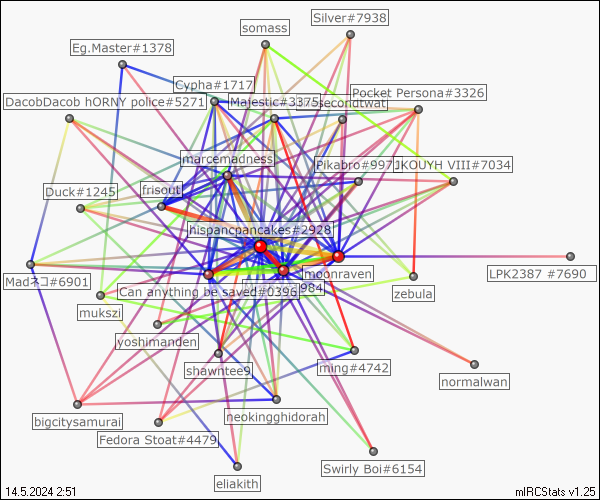 Silver#7938
somass
Eg.Master#1378
Cypha#1717
Pocket Persona#3326
DacobDacob hORNY police#5271
Majestic#3375
secondtwat
marcemadness
Pikabro#9973
KOUYH VIII#7034
Duck#1245
frisout
hispancpancakes#2928
moonraven
LPK2387 #7690
Madネコ#6901
Can anything be saved#0396
984
zebula
mukszi
yoshimanden
shawntee9
ming#4742
normalwan
bigcitysamurai
neokingghidorah
Fedora Stoat#4479
Swirly Boi#6154
eliakith
14.5.2024 2:51
mIRCStats v1.25